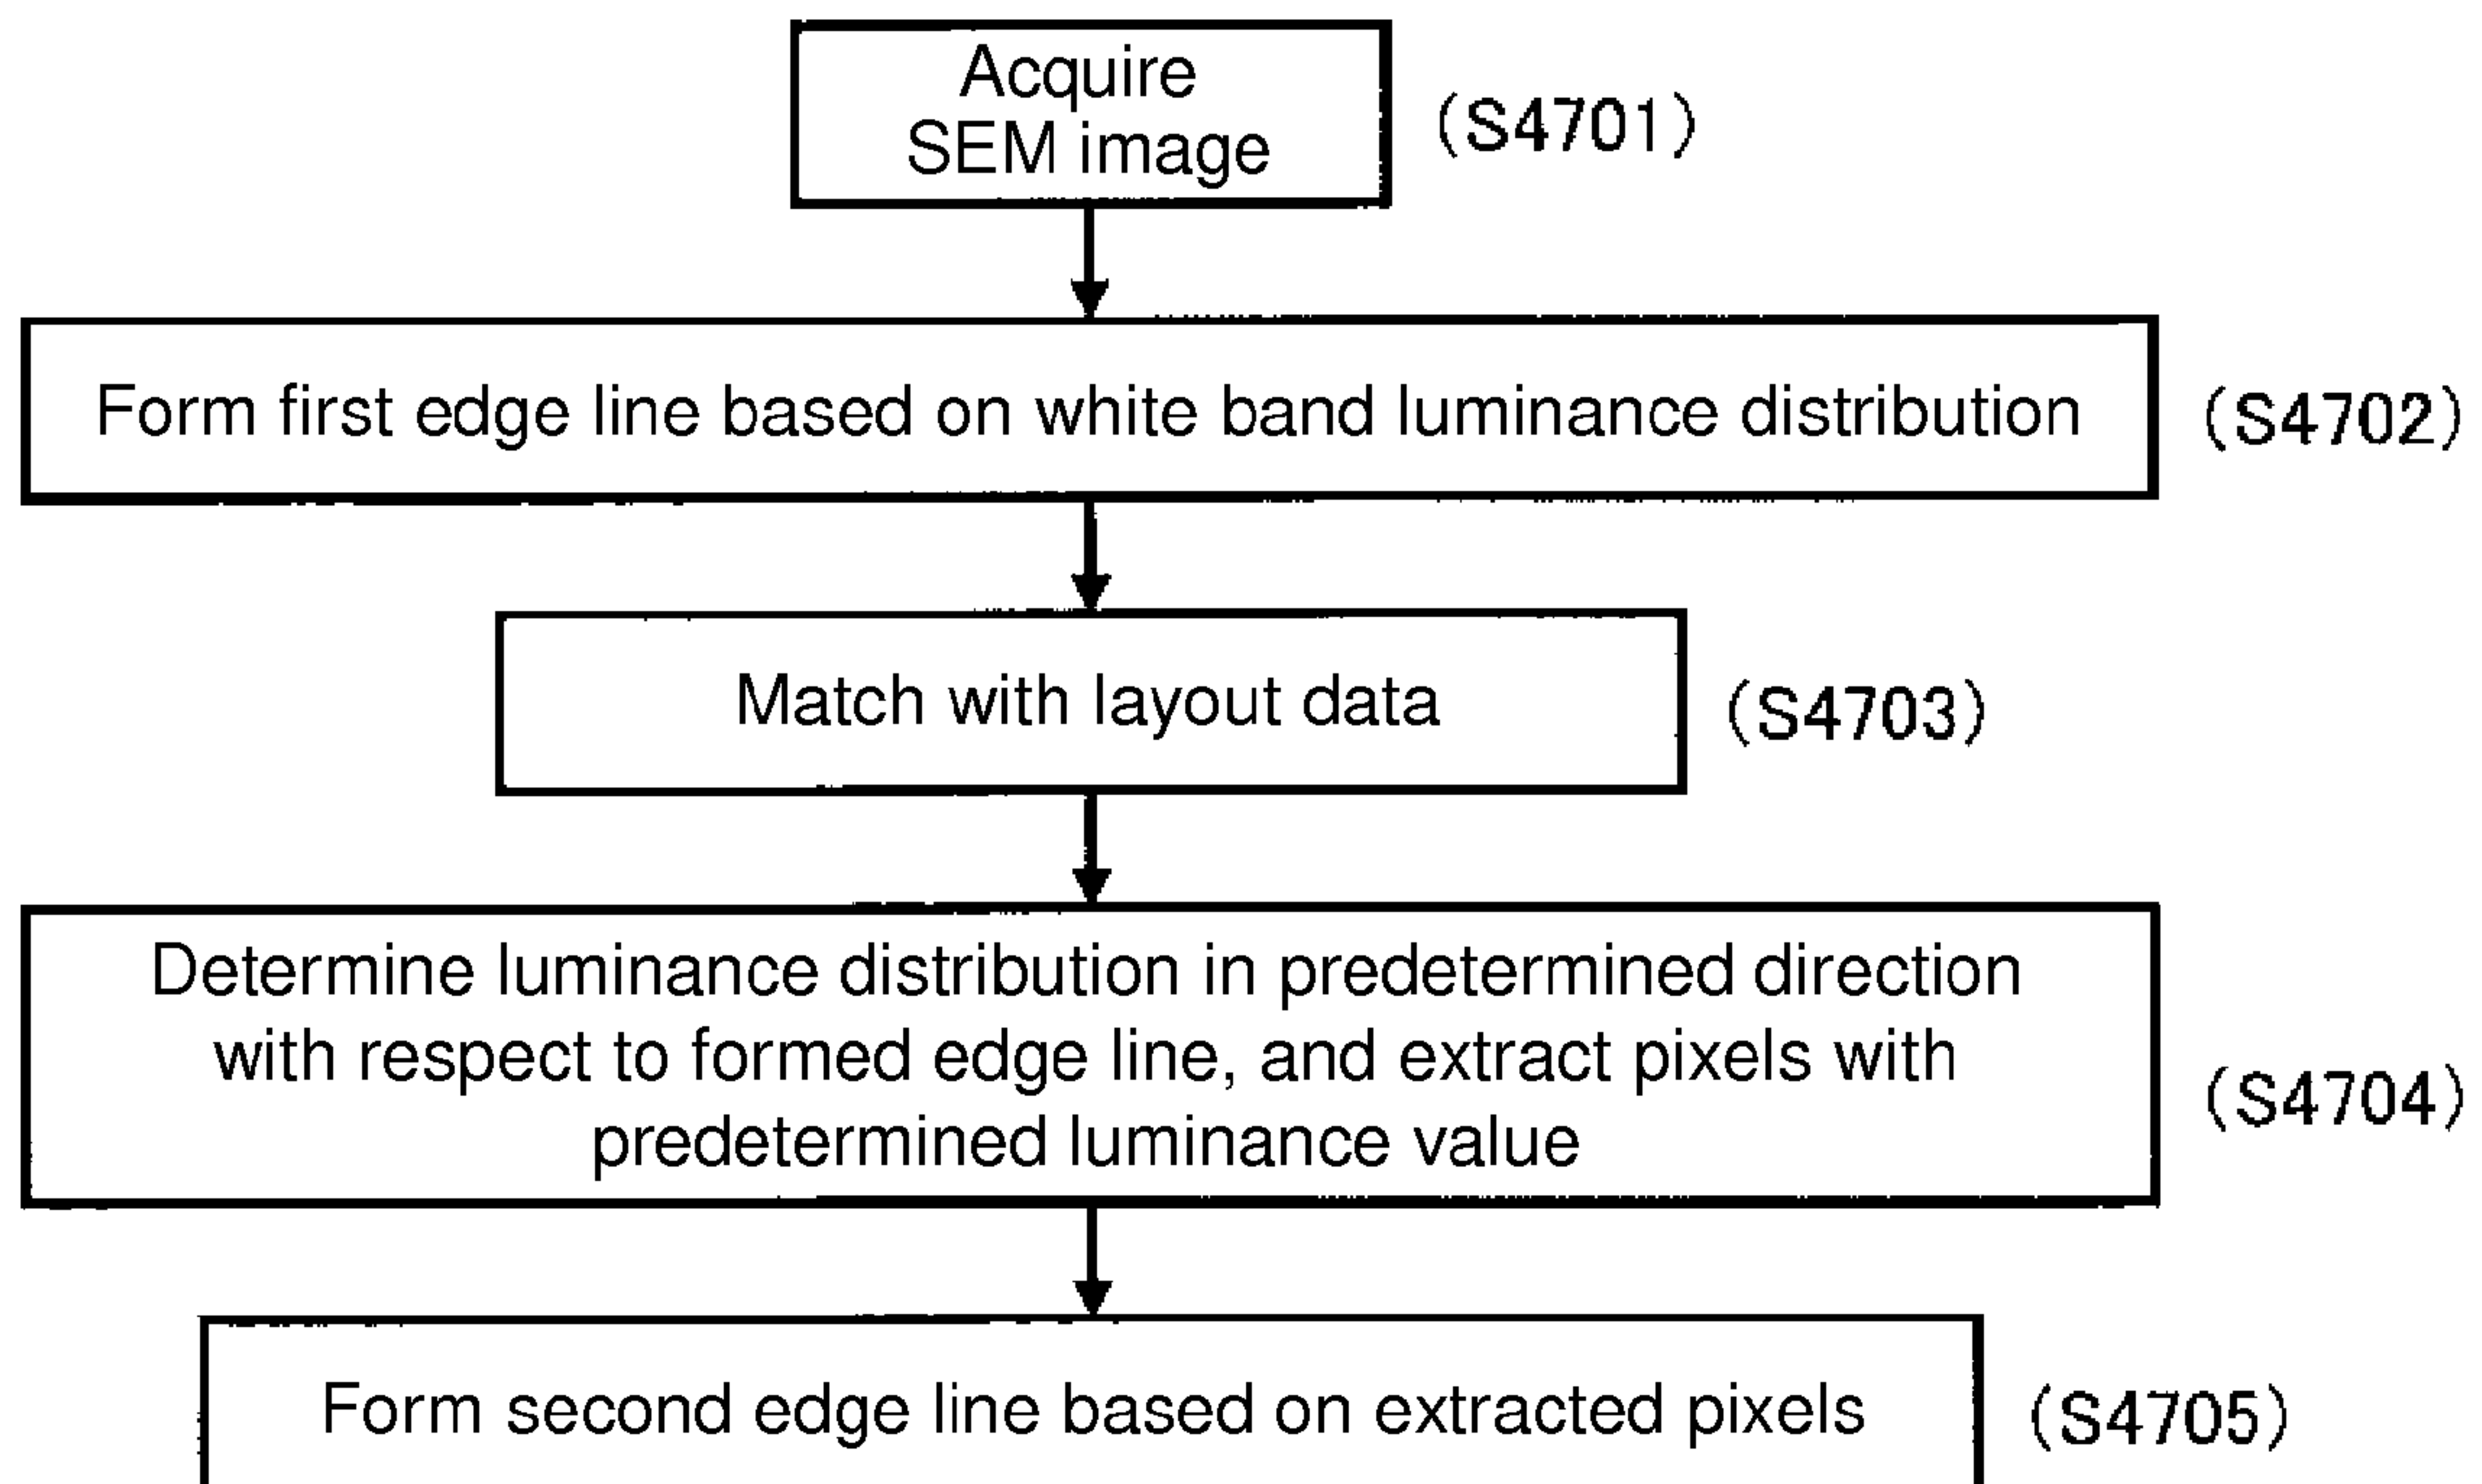 Acquire
SEM image
(S4701)
Form first edge line based on white band luminance distribution
(S4702)
Match with layout data
(S4703)
Determine luminance distribution in predetermined direction
with respect to formed edge line, and extract pixels with
predetermined luminance value
(S4704)
Form second edge line based on extracted pixels
(S4705)